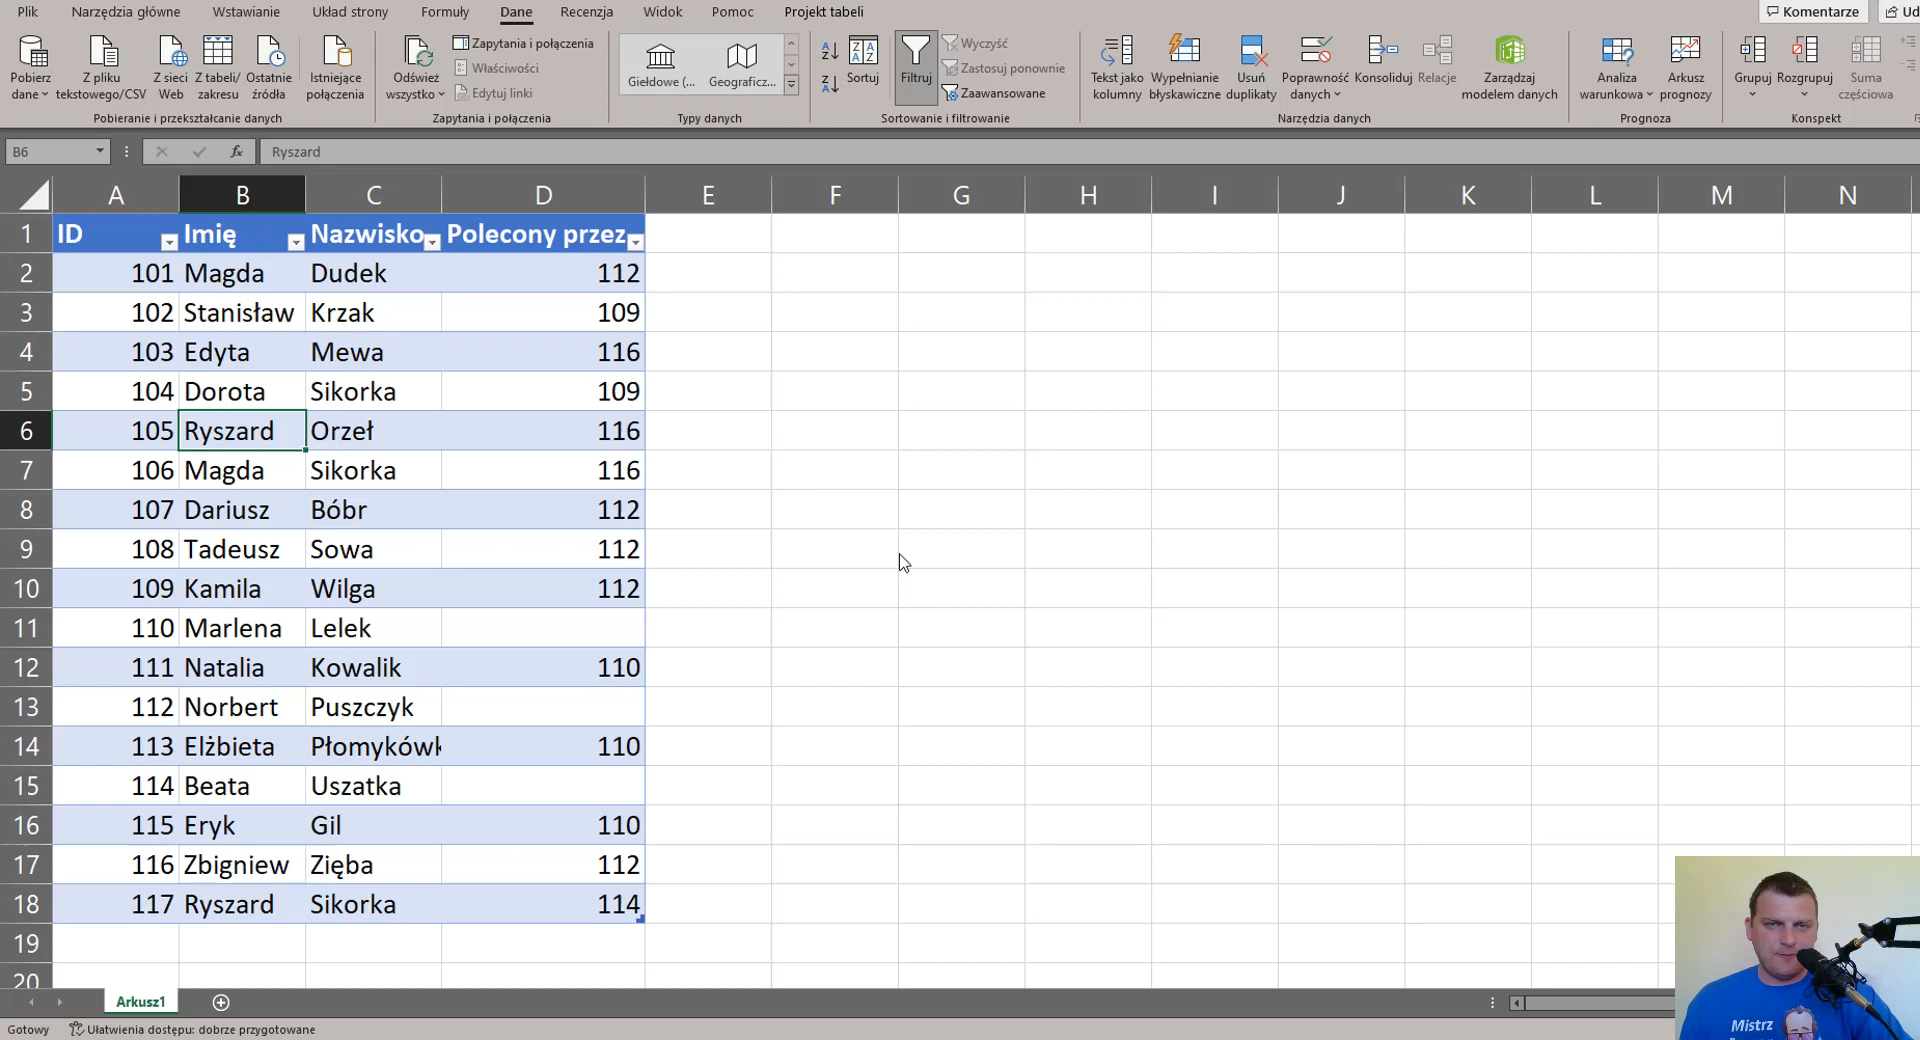 Plik Narzędzia główne Wstawianie Układ strony Formuły Dane Recenzja Widok Pomoc Projekt tabeli Komentarze Ud
Pobierz dane Z pliku tekstowego/CSV Z sieci Web Z tabeli/ zakresu Ostatnie źródła Istniejące połączenia
Pobieranie i przekształcanie danych
Odśwież wszystko Zapytania i połączenia
Właściwości
Edytuj linki
Zapytania i połączenia
Giełdowe (... Geograficz...
Typy danych
Sortuj Filtruj Wyczyść
Zastosuj ponownie
Zaawansowane
Sortowanie i filtrowanie
Tekst jako kolumny Wypełnianie błyskawiczne Usuń duplikaty Poprawność danych Konsoliduj Relacje Zarządzaj modelem danych
Narzędzia danych
Analiza warunkowa Arkusz prognozy
Prognoza
Grupuj Rozgrupuj Suma częściowa
Konspekt
B6 fx Ryszard
A B C D E F G H I J K L M N
1 ID Imię Nazwisko Polecony przez
2 101 Magda Dudek 112
3 102 Stanisław Krzak 109
4 103 Edyta Mewa 116
5 104 Dorota Sikorka 109
6 105 Ryszard Orzeł 116
7 106 Magda Sikorka 116
8 107 Dariusz Bóbr 112
9 108 Tadeusz Sowa 112
10 109 Kamila Wilga 112
11 110 Marlena Lelek
12 111 Natalia Kowalik 110
13 112 Norbert Puszczyk
14 113 Elżbieta Płomykówk 110
15 114 Beata Uszatka
16 115 Eryk Gil 110
17 116 Zbigniew Zięba 112
18 117 Ryszard Sikorka 114
19
20
Arkusz1
Gotowy Ułatwienia dostępu: dobrze przygotowane
Mistrz